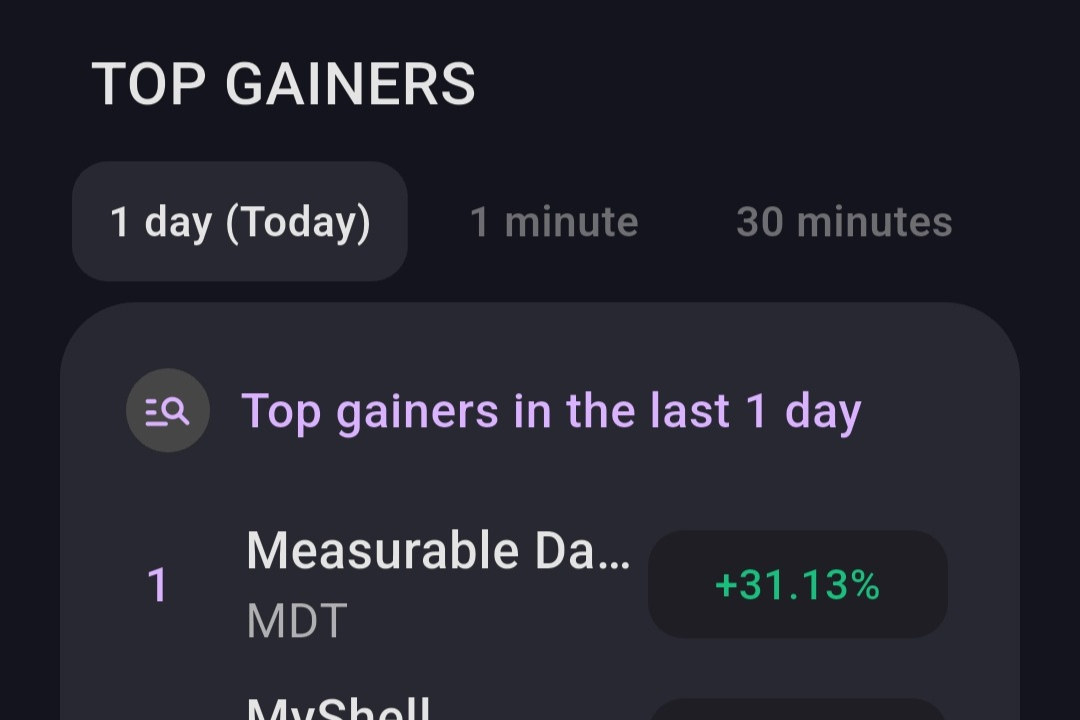 TOP GAINERS
1 day (Today) 1 minute 30 minutes
Top gainers in the last 1 day
1 Measurable Da... +31.13%
MDT
MyShell